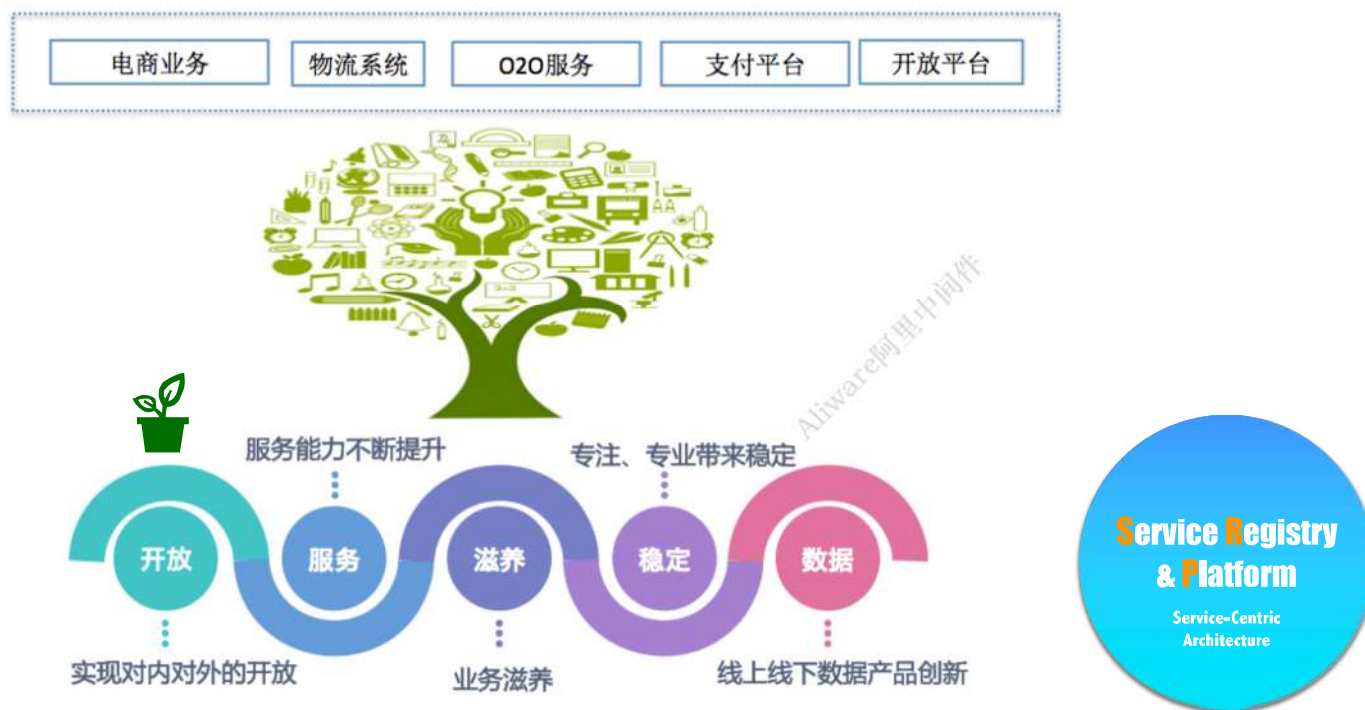 电商业务
物流系统
O2O服务
支付平台
开放平台
Aliware阿里中间件
服务能力不断提升
专注、专业带来稳定
开放
服务
滋养
稳定
数据
实现对内对外的开放
业务滋养
线上线下数据产品创新
Service Registry
& Platform
Service-Centric
Architecture